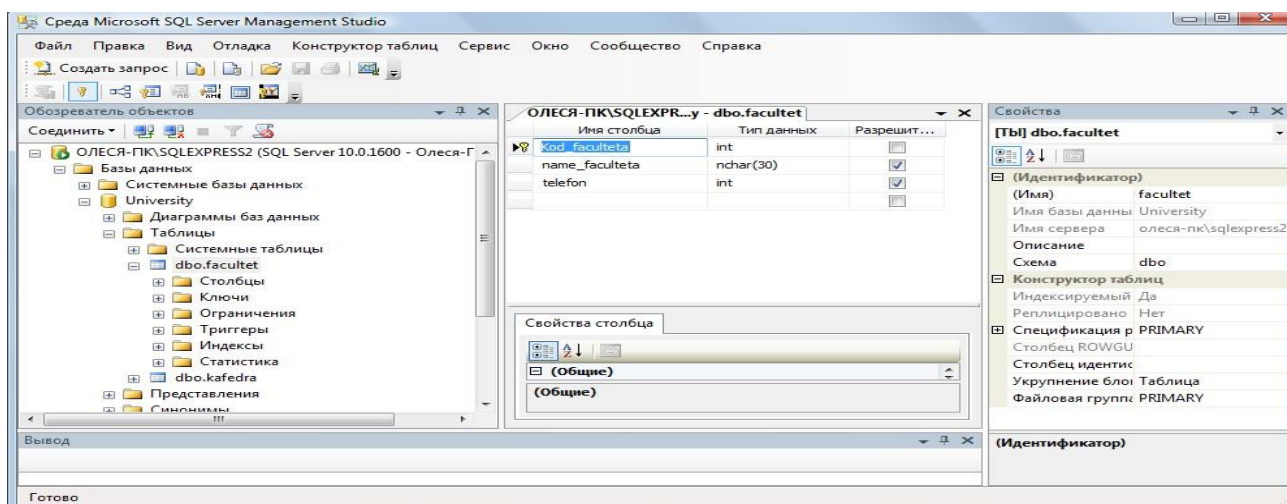 Среда Microsoft SQL Server Management Studio
Файл Правка Вид Отладка Конструктор таблиц Сервис Окно Сообщество Справка
Создать запрос
Обозреватель объектов
Соединить
ОЛЕСЯ-ПК\SQLEXPRESS2 (SQL Server 10.0.1600 - Олеся-П
Базы данных
Системные базы данных
University
Диаграммы баз данных
Таблицы
Системные таблицы
dbo.facultet
Столбцы
Ключи
Ограничения
Триггеры
Индексы
Статистика
dbo.kafedra
Представления
Синонимы
ОЛЕСЯ-ПК\SQLEXPR...y - dbo.facultet
Имя столбца Тип данных Разрешит...
Kod_faculteta int
name_faculteta nchar(30)
telefon int
Свойства столбца
(Общие)
(Общие)
Свойства
[Tbl] dbo.facultet
(Идентификатор)
(Имя) facultet
Имя базы данны University
Имя сервера олеся-пк\sqlexpress2
Описание
Схема dbo
Конструктор таблиц
Индексируемый Да
Реплицировано Нет
Спецификация р PRIMARY
Столбец ROWGU
Столбец идентис
Укрупнение бло Таблица
Файловая группа PRIMARY
(Идентификатор)
Вывод
Готово